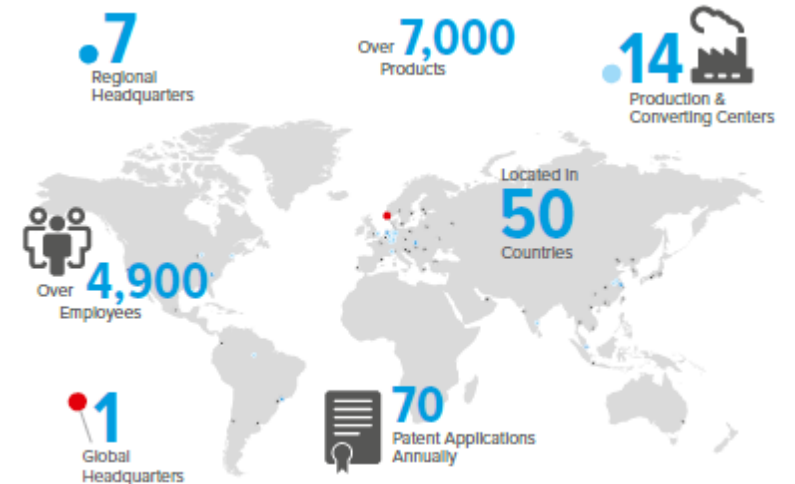 7
Regional
Headquarters
Over 7,000
Products
14
Production &
Converting Centers
Located in
50
Countries
Over 4,900
Employees
1
Global
Headquarters
70
Patent Applications
Annually